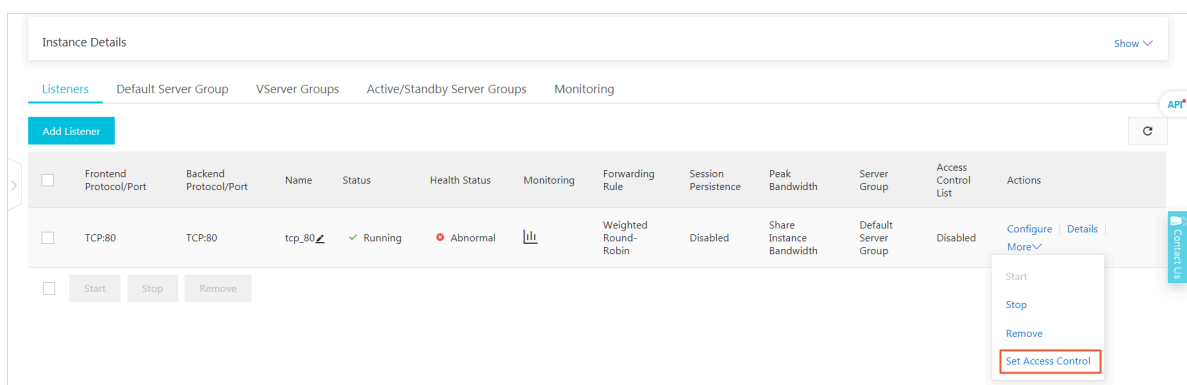 Instance Details
Show
Listeners Default Server Group VServer Groups Active/Standby Server Groups Monitoring
API
Add Listener
Frontend Protocol/Port
Backend Protocol/Port
Name
Status
Health Status
Monitoring
Forwarding Rule
Session Persistence
Peak Bandwidth
Server Group
Access Control List
Actions
TCP:80
TCP:80
tcp_80
Running
Abnormal
Weighted Round-Robin
Disabled
Share Instance Bandwidth
Default Server Group
Disabled
Configure Details
More
Contact Us
Start Stop Remove
Start
Stop
Remove
Set Access Control